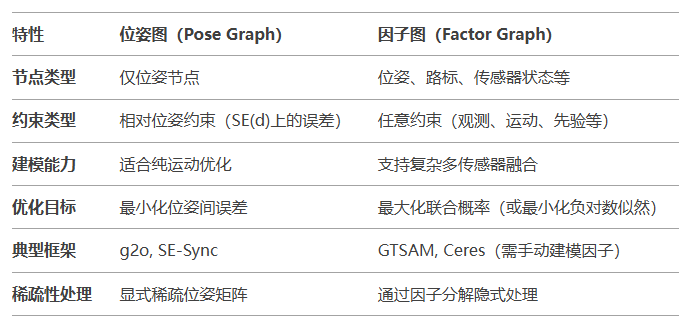 特性 位姿图（Pose Graph） 因子图（Factor Graph）
节点类型 仅位姿节点 位姿、路标、传感器状态等
约束类型 相对位姿约束（SE(d)上的误差） 任意约束（观测、运动、先验等）
建模能力 适合纯运动优化 支持复杂多传感器融合
优化目标 最小化位姿间误差 最大化联合概率（或最小化负对数似然）
典型框架 g2o, SE-Sync GTSAM, Ceres（需手动建模因子）
稀疏性处理 显式稀疏位姿矩阵 通过因子分解隐式处理